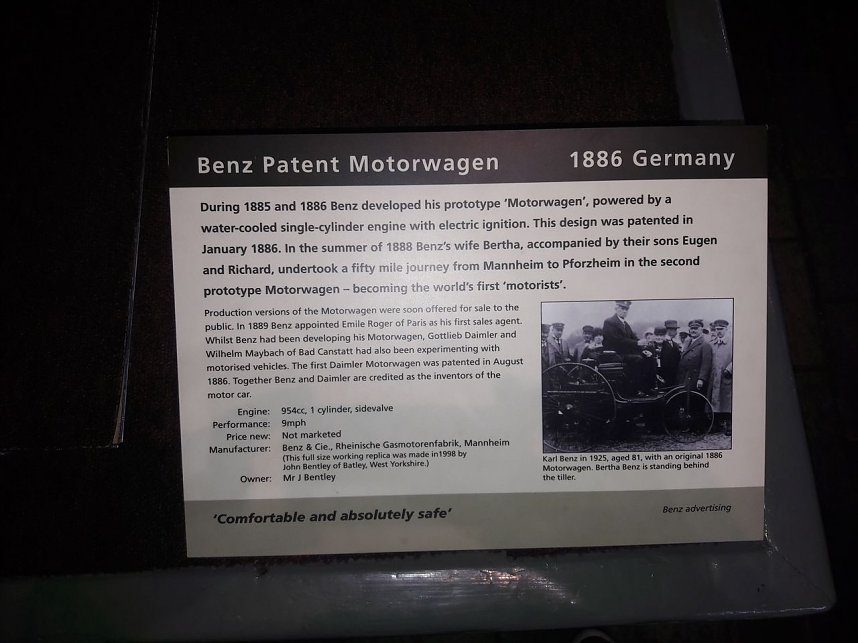 Benz Patent Motorwagen 1886 Germany
During 1885 and 1886 Benz developed his prototype ‘Motorwagen’, powered by a
water-cooled single-cylinder engine with electric ignition. This design was patented in
January 1886. In the summer of 1888 Benz’s wife Bertha, accompanied by their sons Eugen
and Richard, undertook a fifty mile journey from Mannheim to Pforzheim in the second
prototype Motorwagen – becoming the world’s first ‘motorists’.
Production versions of the Motorwagen were soon offered for sale to the
public. In 1889 Benz appointed Emile Roger of Paris as his first sales agent.
Whilst Benz had been developing his Motorwagen, Gottlieb Daimler and
Wilhelm Maybach of Bad Canstatt had also been experimenting with
motorised vehicles. The first Daimler Motorwagen was patented in August
1886. Together Benz and Daimler are credited as the inventors of the
motor car.
Engine: 954cc, 1 cylinder, sidevalve
Performance: 9mph
Price new: Not marketed
Manufacturer: Benz & Cie., Rheinische Gasmotorenfabrik, Mannheim
(This full size working replica was made in1998 by
John Bentley of Batley, West Yorkshire.)
Owner: Mr J Bentley
Karl Benz in 1925, aged 81, with an original 1886
Motorwagen. Bertha Benz is standing behind
the tiller.
‘Comfortable and absolutely safe’
Benz advertising